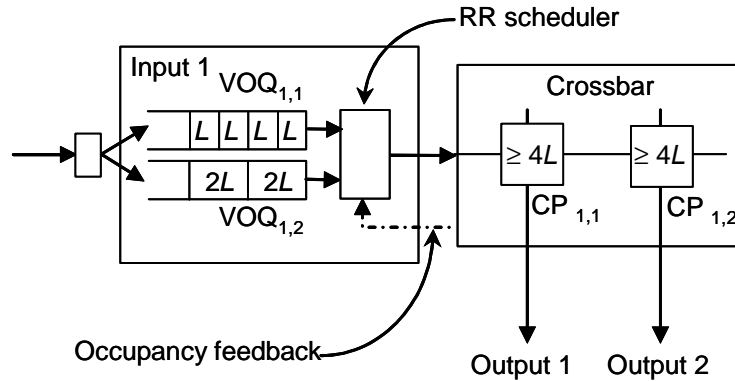 RR scheduler
Input 1
VOQ1,1
Crossbar
L L L L
≥ 4L
≥ 4L
2L 2L
VOQ1,2
CP 1,1
CP 1,2
Occupancy feedback
Output 1
Output 2